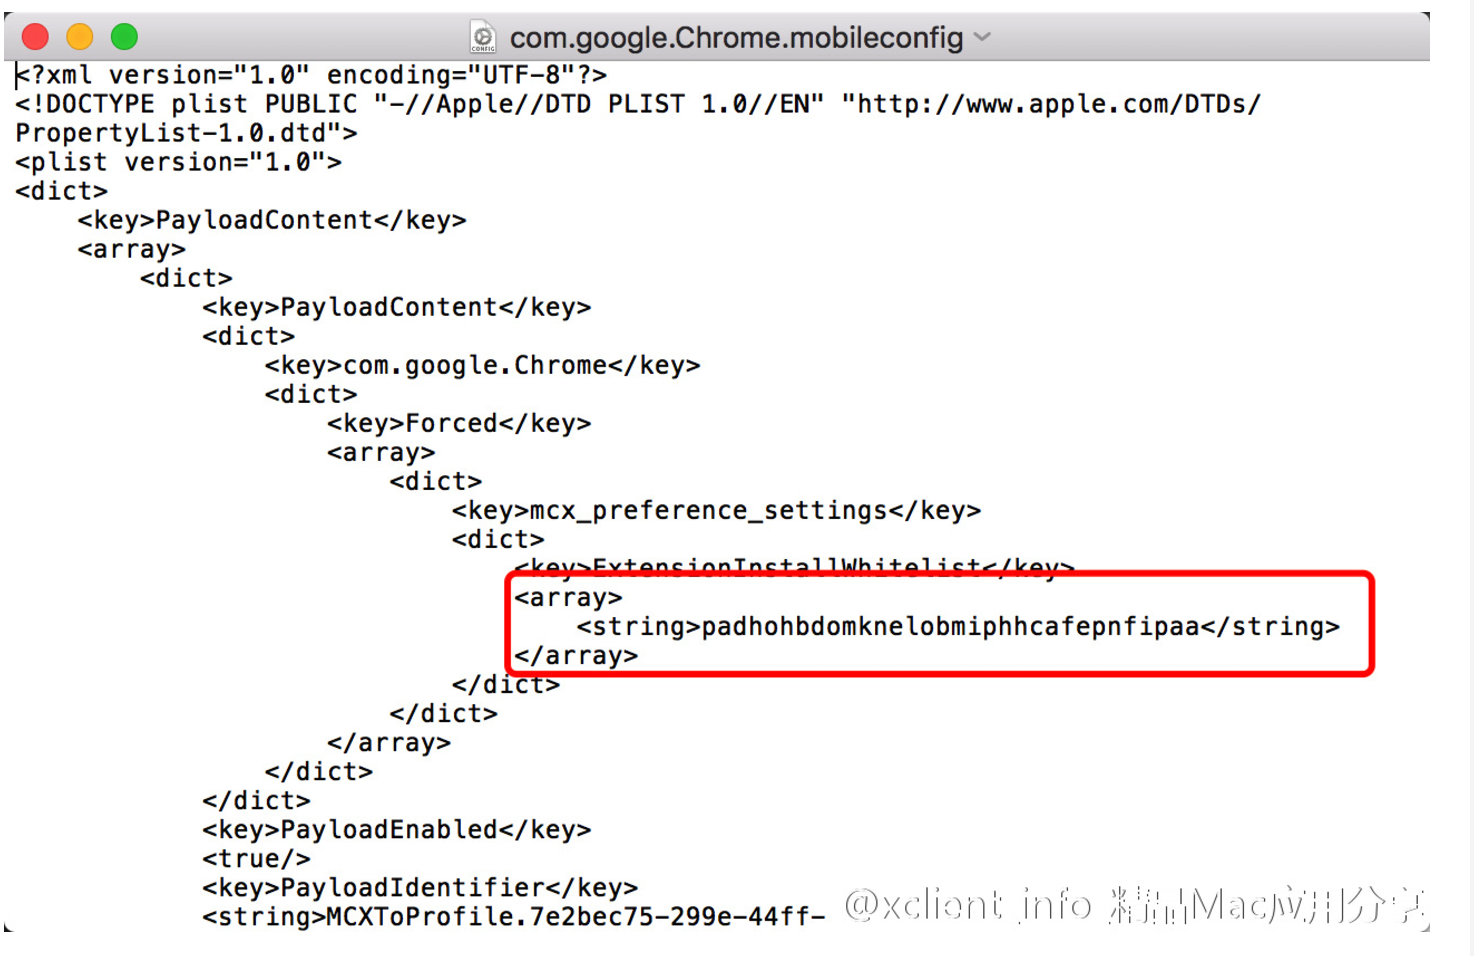 com.google.Chrome.mobileconfig
<?xml version="1.0" encoding="UTF-8"?>
<!DOCTYPE plist PUBLIC "-//Apple//DTD PLIST 1.0//EN" "http://www.apple.com/DTDs/
PropertyList-1.0.dtd">
<plist version="1.0">
<dict>
<key>PayloadContent</key>
<array>
<dict>
<key>PayloadContent</key>
<dict>
<key>com.google.Chrome</key>
<dict>
<key>Forced</key>
<array>
<dict>
<key>mcx_preference_settings</key>
<dict>
<key>ExtensionInstallWhitelist</key>
<array>
<string>padhohbdomknelobmiphhcafepnfipaa</string>
</array>
</dict>
</dict>
</array>
</dict>
</dict>
<key>PayloadEnabled</key>
<true/>
<key>PayloadIdentifier</key>
<string>MCXToProfile.7e2bec75-299e-44ff-
@xclient_info 精品Mac应用分享